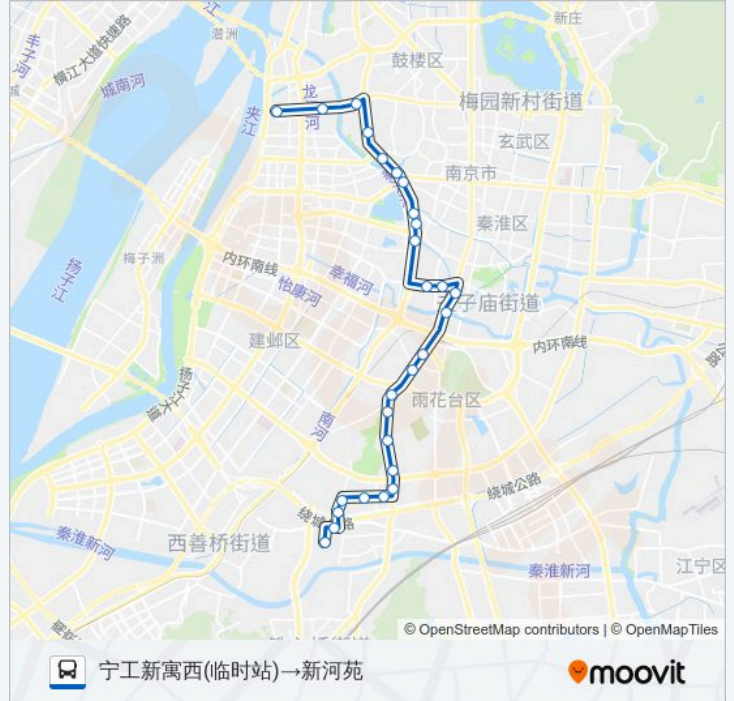 新庄
潜洲
丰子河
横江大道快速路
鼓楼区
城南河
梅园新村街道
夹江
玄武区
南京市
秦淮区
梅子洲
内环南线
幸福河
怡康河
扬子江
子庙街道
建邺区
内环南线
扬子江大道
雨花台区
南河
绕城公路
绕城公路
秦淮新河
西善桥街道
秦淮新河
江宁区
© OpenStreetMap contributors | © OpenMapTiles
宁工新寓西(临时站)→新河苑
moovit